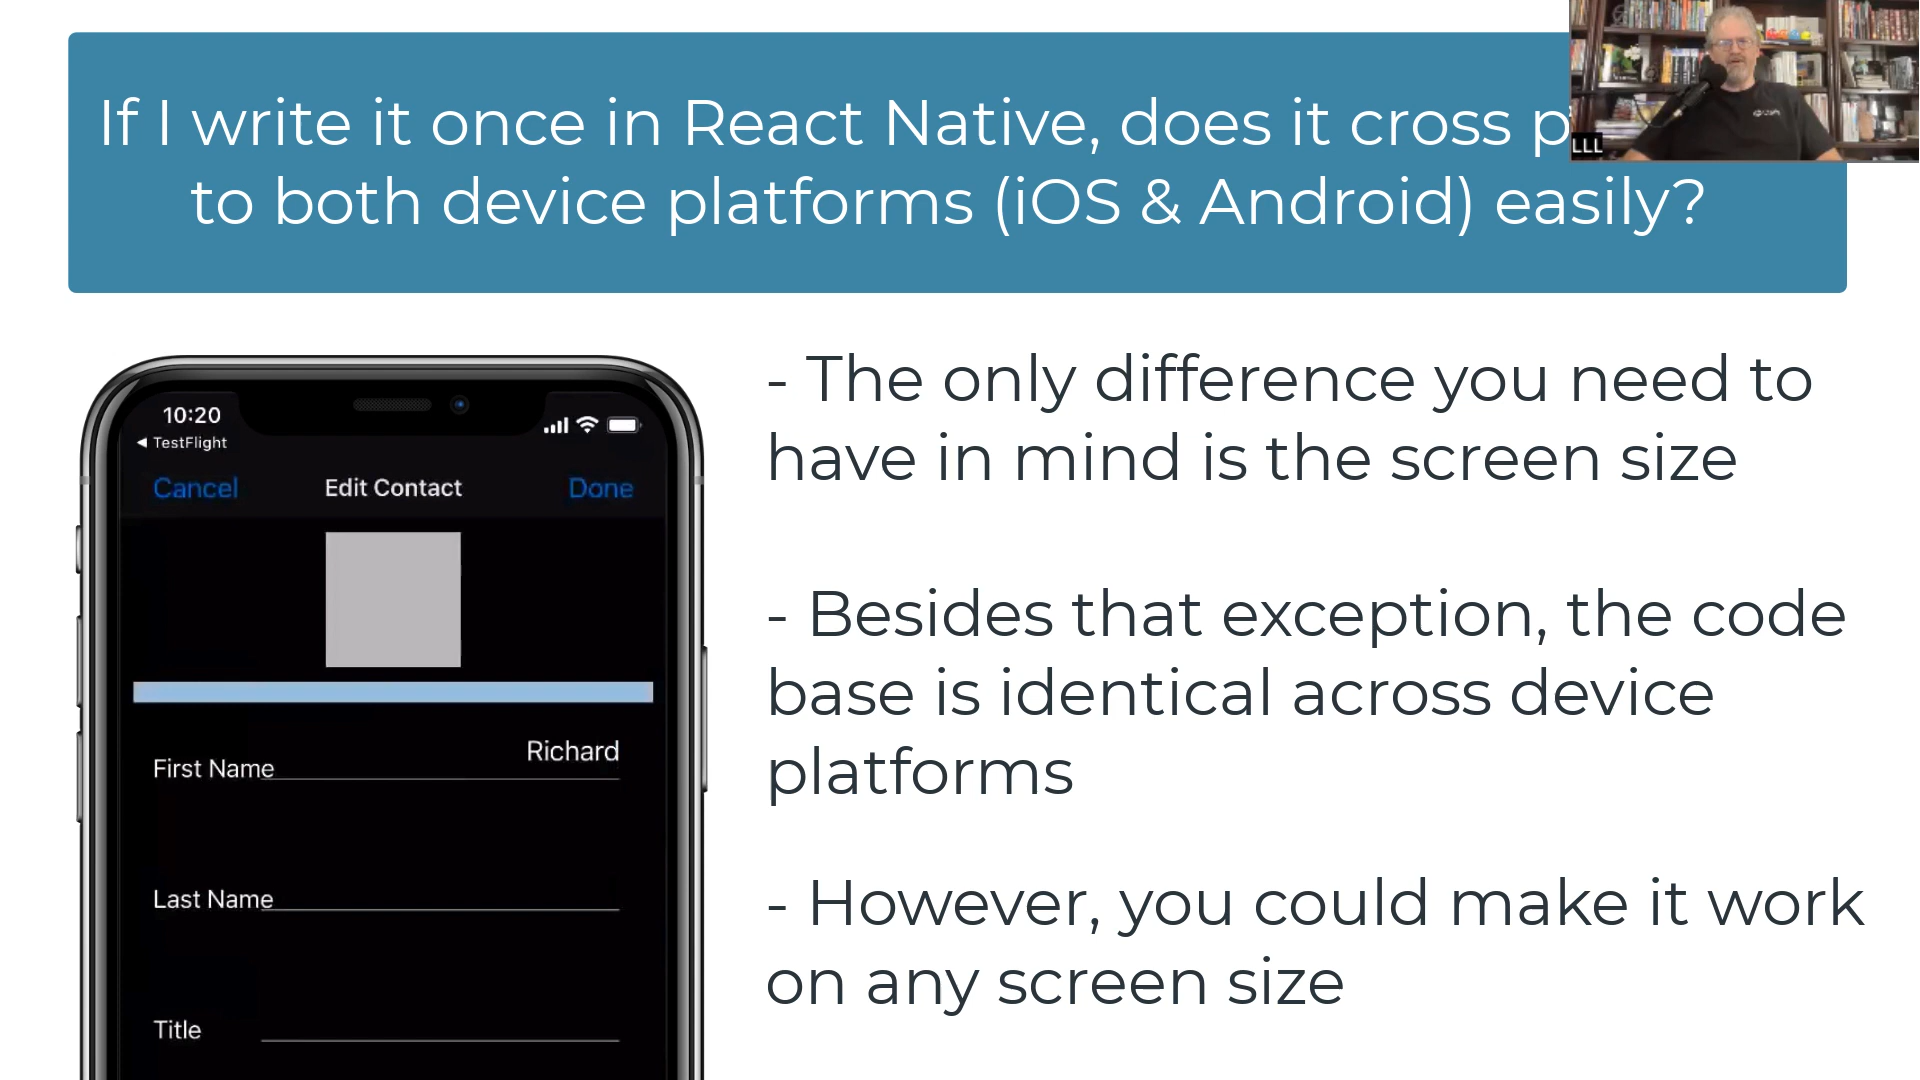 If I write it once in React Native, does it cross
to both device platforms (iOS & Android) easily?
LLL
10:20
◀ TestFlight
Cancel Edit Contact Done
First Name Richard
Last Name
Title
- The only difference you need to
have in mind is the screen size
- Besides that exception, the code
base is identical across device
platforms
- However, you could make it work
on any screen size